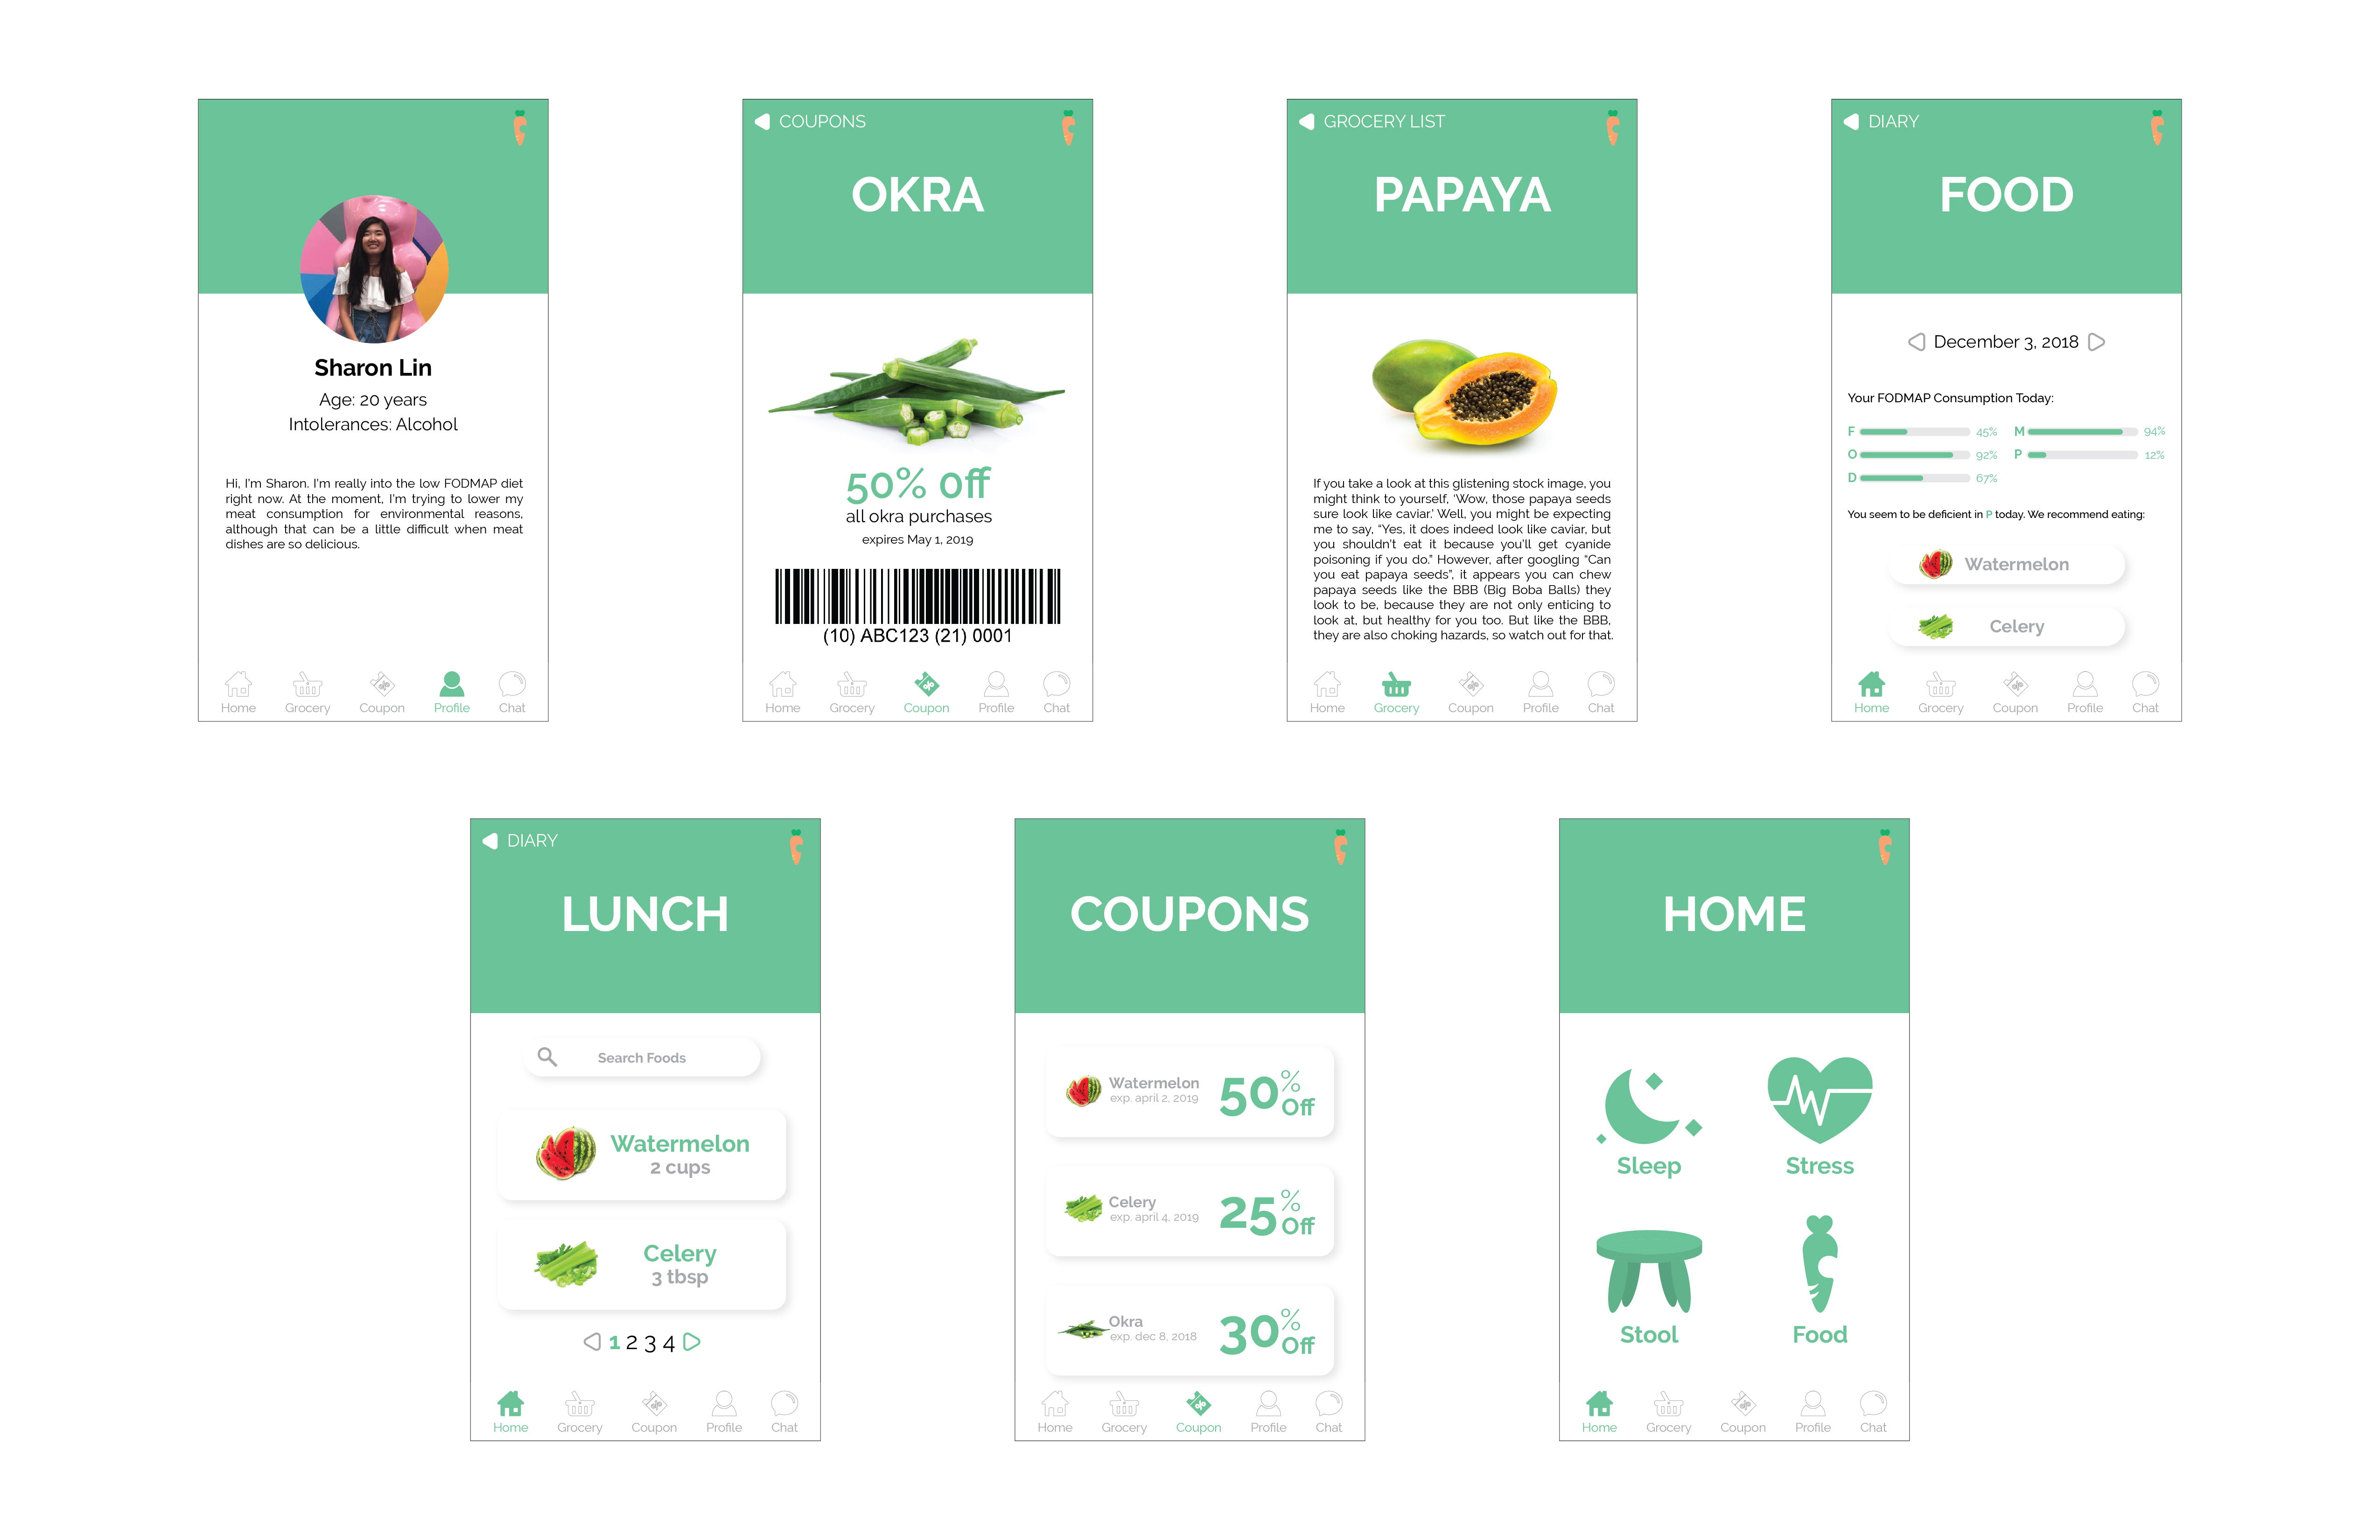 Sharon Lin
Age: 20 years
Intolerances: Alcohol
Hi, I'm Sharon. I'm really into the low FODMAP diet
right now. At the moment, I'm trying to lower my
meat consumption for environmental reasons,
although that can be a little difficult when meat
dishes are so delicious.
Home Grocery Coupon Profile Chat
COUPONS
OKRA
50% off
all okra purchases
expires May 1, 2019
(10) ABC123 (21) 0001
Home Grocery Coupon Profile Chat
GROCERY LIST
PAPAYA
If you take a look at this glistening stock image, you
might think to yourself, 'Wow, those papaya seeds
sure look like caviar.' Well, you might be expecting
me to say, "Yes, it does indeed look like caviar, but
you shouldn't eat it because you'll get cyanide
poisoning if you do." However, after googling "Can
you eat papaya seeds", it appears you can chew
papaya seeds like the BBB (Big Boba Balls) they
look to be, because they are not only enticing to
look at, but healthy for you too. But like the BBB,
they are also choking hazards, so watch out for that.
Home Grocery Coupon Profile Chat
DIARY
FOOD
December 3, 2018
Your FODMAP Consumption Today:
F 45% M 94%
O 92% P 12%
D 67%
You seem to be deficient in P today. We recommend eating:
Watermelon
Celery
Home Grocery Coupon Profile Chat
DIARY
LUNCH
Search Foods
Watermelon
2 cups
Celery
3 tbsp
1 2 3 4
Home Grocery Coupon Profile Chat
COUPONS
Watermelon
exp. april 2, 2019
50% Off
Celery
exp. april 4, 2019
25% Off
Okra
exp. dec 8, 2018
30% Off
Home Grocery Coupon Profile Chat
HOME
Sleep Stress
Stool Food
Home Grocery Coupon Profile Chat